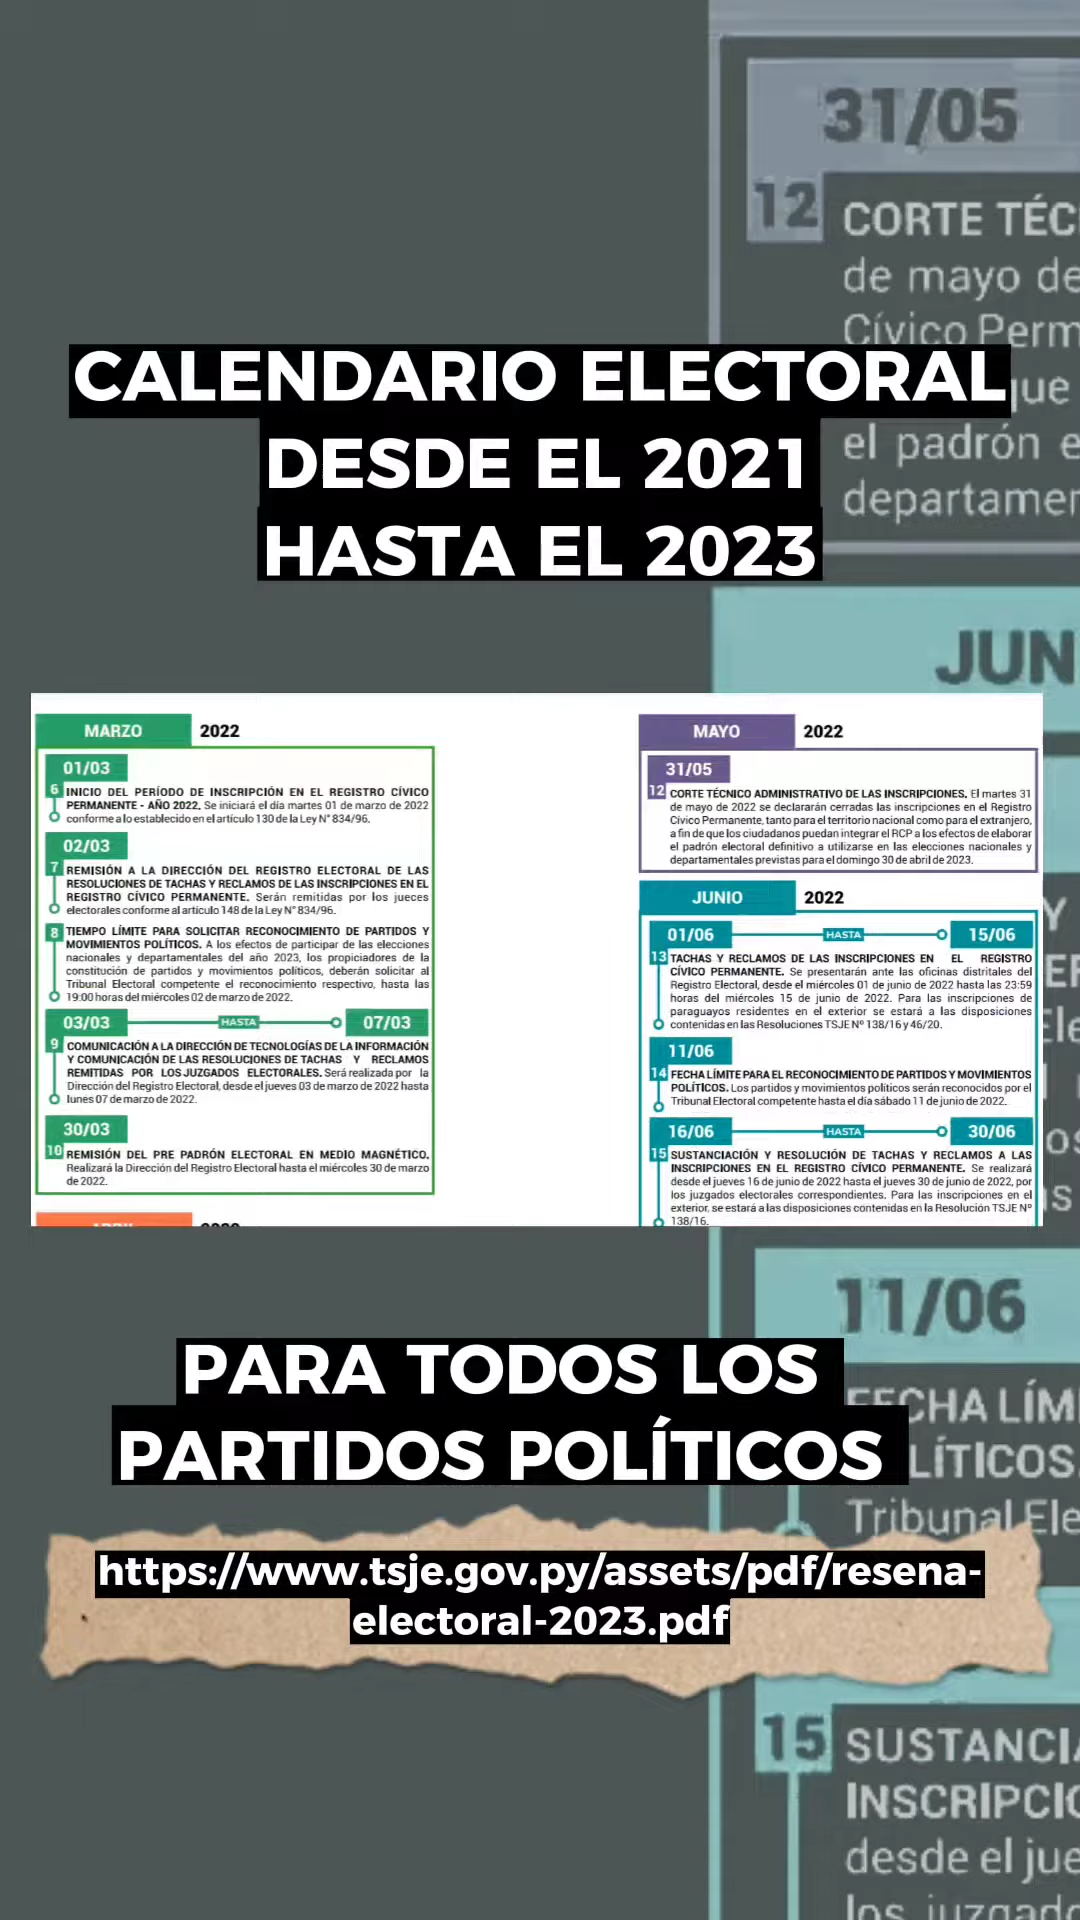 31/05
12 CORTE TÉC
de mayo de
Cívico Perm
que
el padrón e
departamen
CALENDARIO ELECTORAL
DESDE EL 2021
HASTA EL 2023
JUN
MARZO 2022
01/03
6 INICIO DEL PERÍODO DE INSCRIPCIÓN EN EL REGISTRO CÍVICO
PERMANENTE - AÑO 2022. Se iniciará el día martes 01 de marzo de 2022
conforme a lo establecido en el artículo 130 de la Ley N° 834/96.
02/03
7 REMISIÓN A LA DIRECCIÓN DEL REGISTRO ELECTORAL DE LAS
RESOLUCIONES DE TACHAS Y RECLAMOS DE LAS INSCRIPCIONES EN EL
REGISTRO CÍVICO PERMANENTE. Serán remitidas por los jueces
electorales conforme al artículo 148 de la Ley N° 834/96.
8 TIEMPO LÍMITE PARA SOLICITAR RECONOCIMIENTO DE PARTIDOS Y
MOVIMIENTOS POLÍTICOS. A los efectos de participar de las elecciones
nacionales y departamentales del año 2023, los propiciadores de la
constitución de partidos y movimientos políticos, deberán solicitar al
Tribunal Electoral competente el reconocimiento respectivo, hasta las
19:00 horas del miércoles 02 de marzo de 2022.
03/03 HASTA 07/03
9 COMUNICACIÓN A LA DIRECCIÓN DE TECNOLOGÍAS DE LA INFORMACIÓN
Y COMUNICACIÓN DE LAS RESOLUCIONES DE TACHAS Y RECLAMOS
REMITIDAS POR LOS JUZGADOS ELECTORALES. Será realizada por la
Dirección del Registro Electoral, desde el jueves 03 de marzo de 2022 hasta
lunes 07 de marzo de 2022.
30/03
10 REMISIÓN DEL PRE PADRÓN ELECTORAL EN MEDIO MAGNÉTICO.
Realizará la Dirección del Registro Electoral hasta el miércoles 30 de marzo
de 2022.
MAYO 2022
31/05
12 CORTE TÉCNICO ADMINISTRATIVO DE LAS INSCRIPCIONES. El martes 31
de mayo de 2022 se declararán cerradas las inscripciones en el Registro
Cívico Permanente, tanto para el territorio nacional como para el extranjero,
a fin de que los ciudadanos puedan integrar el RCP a los efectos de elaborar
el padrón electoral definitivo a utilizarse en las elecciones nacionales y
departamentales previstas para el domingo 30 de abril de 2023.
JUNIO 2022
01/06 HASTA 15/06
13 TACHAS Y RECLAMOS DE LAS INSCRIPCIONES EN EL REGISTRO
CÍVICO PERMANENTE. Se presentarán ante las oficinas distritales del
Registro Electoral, desde el miércoles 01 de junio de 2022 hasta las 23:59
horas del miércoles 15 de junio de 2022. Para las inscripciones de
paraguayos residentes en el exterior se estará a las disposiciones
contenidas en las Resoluciones TSJE Nº 138/16 y 46/20.
11/06
14 FECHA LÍMITE PARA EL RECONOCIMIENTO DE PARTIDOS Y MOVIMIENTOS
POLÍTICOS. Los partidos y movimientos políticos serán reconocidos por el
Tribunal Electoral competente hasta el día sábado 11 de junio de 2022.
16/06 HASTA 30/06
15 SUSTANCIACIÓN Y RESOLUCIÓN DE TACHAS Y RECLAMOS A LAS
INSCRIPCIONES EN EL REGISTRO CÍVICO PERMANENTE. Se realizará
desde el jueves 16 de junio de 2022 hasta el jueves 30 de junio de 2022, por
los juzgados electorales correspondientes. Para las inscripciones en el
exterior, se estará a las disposiciones contenidas en la Resolución TSJE Nº
138/16.
11/06
PARA TODOS LOS
PARTIDOS POLÍTICOS
FECHA LÍMI
LÍTICOS.
Tribunal Ele
https://www.tsje.gov.py/assets/pdf/resena-
electoral-2023.pdf
15 SUSTANCIA
INSCRIPCIO
desde el jue
los juzgado